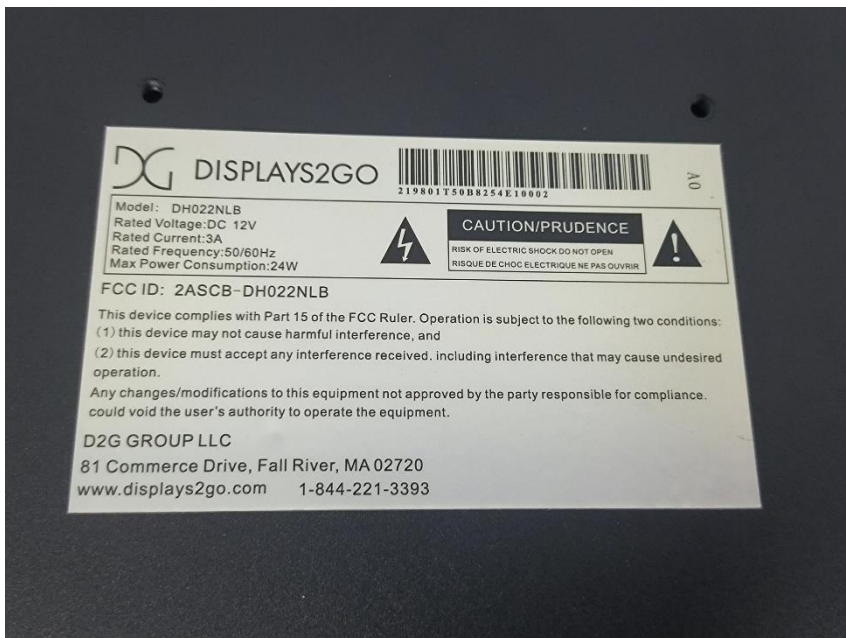 DG DISPLAYS2GO
219801T50B8254E10002
A0
Model: DH022NLB
Rated Voltage:DC 12V
Rated Current:3A
Rated Frequency:50/60Hz
Max Power Consumption:24W
CAUTION/PRUDENCE
RISK OF ELECTRIC SHOCK DO NOT OPEN
RISQUE DE CHOC ELECTRIQUE NE PAS OUVRIR
FCC ID: 2ASCB-DH022NLB
This device complies with Part 15 of the FCC Ruler. Operation is subject to the following two conditions:
(1) this device may not cause harmful interference, and
(2) this device must accept any interference received. including interference that may cause undesired
operation.
Any changes/modifications to this equipment not approved by the party responsible for compliance.
could void the user's authority to operate the equipment.
D2G GROUP LLC
81 Commerce Drive, Fall River, MA 02720
www.displays2go.com 1-844-221-3393